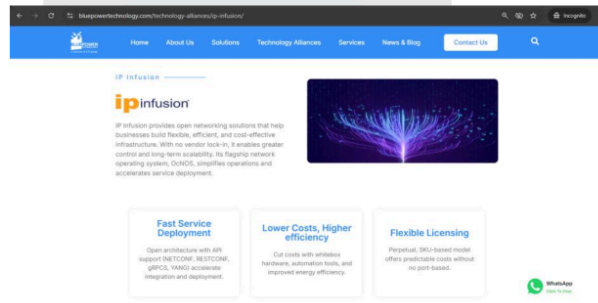 bluepowertechnology.com/technology-alliances/ip-infusion/
Incognito
POWER
Home About Us Solutions Technology Alliances Services News & Blog Contact Us
IP Infusion
ipinfusion
IP Infusion provides open networking solutions that help
businesses build flexible, efficient, and cost-effective
infrastructure. With no vendor lock-in, it enables greater
control and long-term scalability. Its flagship network
operating system, OcNOS, simplifies operations and
accelerates service deployment.
Fast Service
Deployment
Open architecture with API
support (NETCONF, RESTCONF,
gRPCS, YANG) accelerate
integration and deployment.
Lower Costs, Higher
efficiency
Cut costs with whitebox
hardware, automation tools, and
improved energy efficiency.
Flexible Licensing
Perpetual, SKU-based model
offers predictable costs without
no port-based.
WhatsApp
Click To Chat